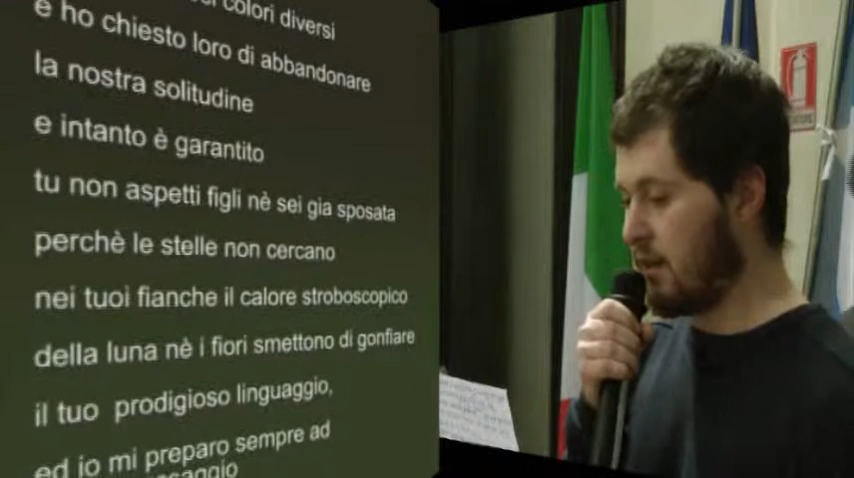 colori diversi
e ho chiesto loro di abbandonare
la nostra solitudine
e intanto è garantito
tu non aspetti figli nè sei gia sposata
perchè le stelle non cercano
nei tuoi fianche il calore stroboscopico
della luna nè i fiori smettono di gonfiare
il tuo prodigioso linguaggio,
ed io mi preparo sempre ad